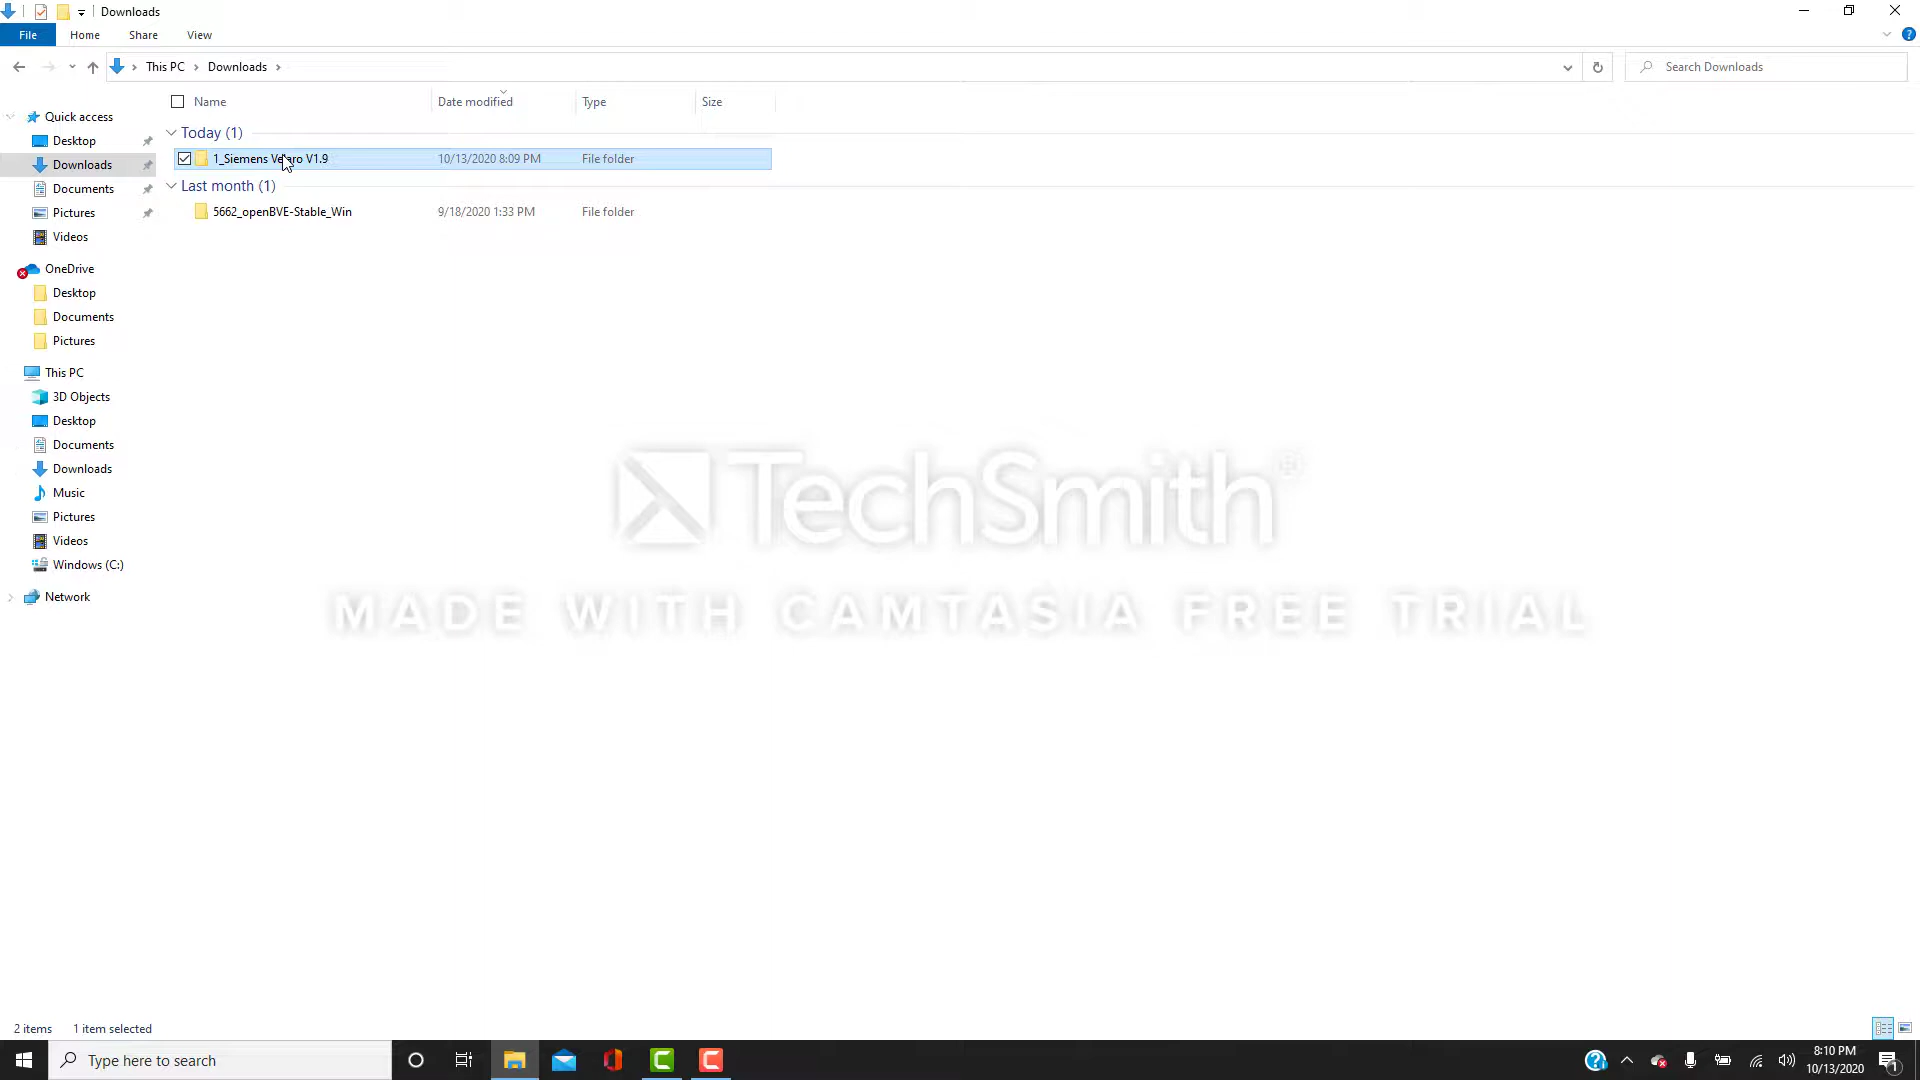 Downloads
File Home Share View
This PC Downloads Search Downloads
Name Date modified Type Size
Today (1)
1_Siemens Velaro V1.9 10/13/2020 8:09 PM File folder
Last month (1)
5662_openBVE-Stable_Win 9/18/2020 1:33 PM File folder
Quick access
Desktop
Downloads
Documents
Pictures
Videos
OneDrive
Desktop
Documents
Pictures
This PC
3D Objects
Desktop
Documents
Downloads
Music
Pictures
Videos
Windows (C:)
Network
TechSmith
MADE WITH CAMTASIA FREE TRIAL
2 items 1 item selected
Type here to search
8:10 PM
10/13/2020
1